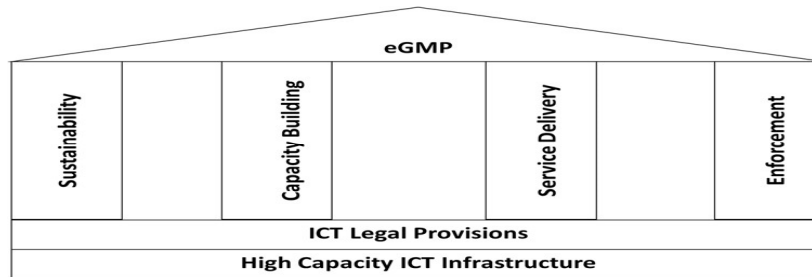 eGMP
Sustainability
Capacity Building
Service Delivery
Enforcement
ICT Legal Provisions
High Capacity ICT Infrastructure